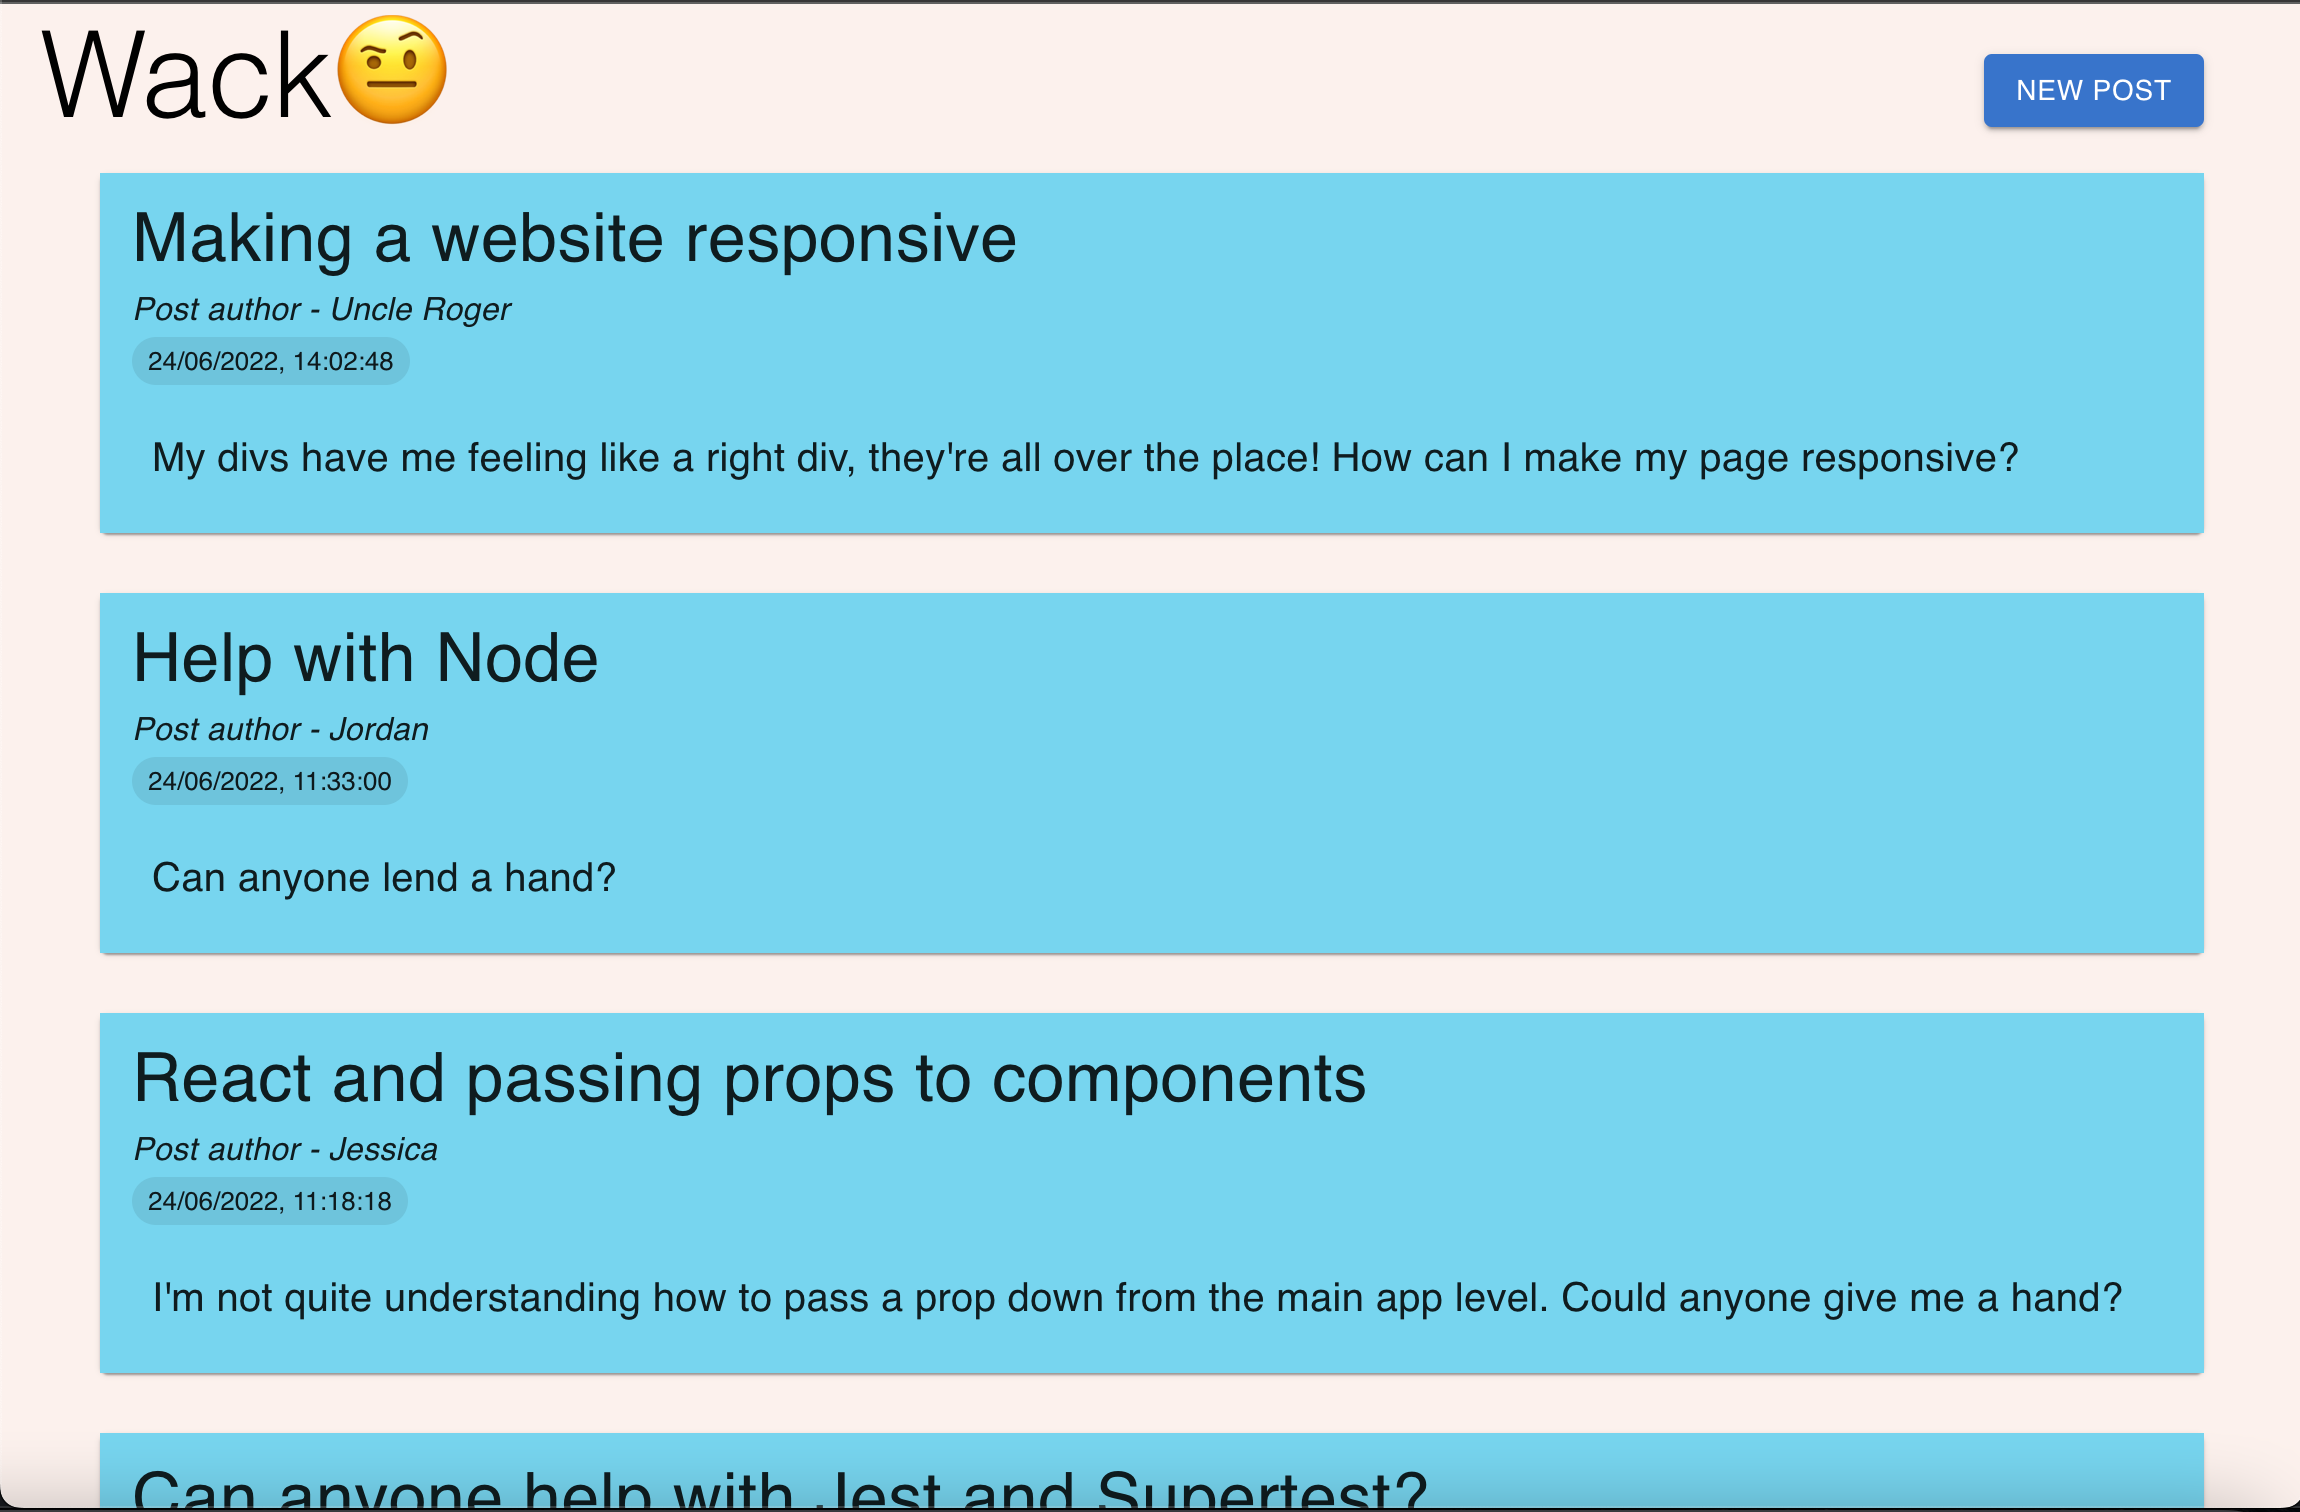 Wack🤨
NEW POST
Making a website responsive
Post author - Uncle Roger
24/06/2022, 14:02:48
My divs have me feeling like a right div, they're all over the place! How can I make my page responsive?
Help with Node
Post author - Jordan
24/06/2022, 11:33:00
Can anyone lend a hand?
React and passing props to components
Post author - Jessica
24/06/2022, 11:18:18
I'm not quite understanding how to pass a prop down from the main app level. Could anyone give me a hand?
Can anyone help with Jest and Supertest?